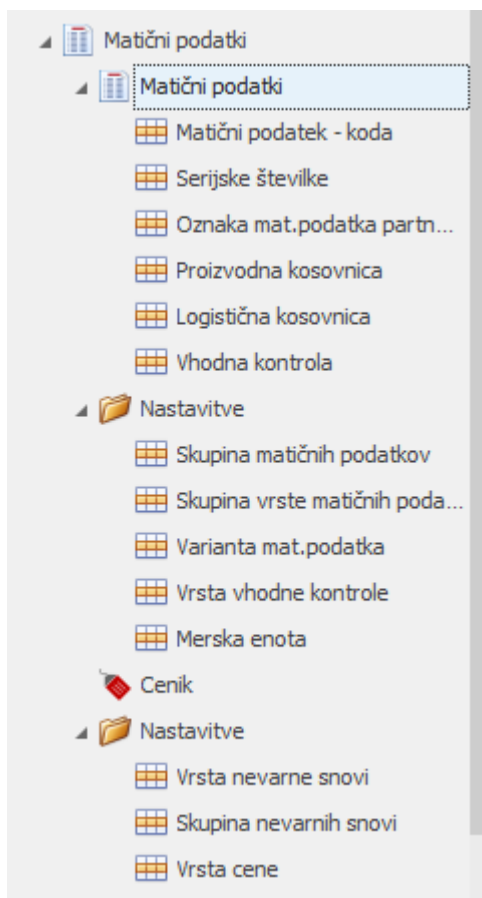 Matični podatki
Matični podatki
Matični podatek - koda
Serijske številke
Oznaka mat.podatka partn...
Proizvodna kosovnica
Logistična kosovnica
Vhodna kontrola
Nastavitve
Skupina matičnih podatkov
Skupina vrste matičnih poda...
Varianta mat.podatka
Vrsta vhodne kontrole
Merska enota
Cenik
Nastavitve
Vrsta nevarne snovi
Skupina nevarnih snovi
Vrsta cene